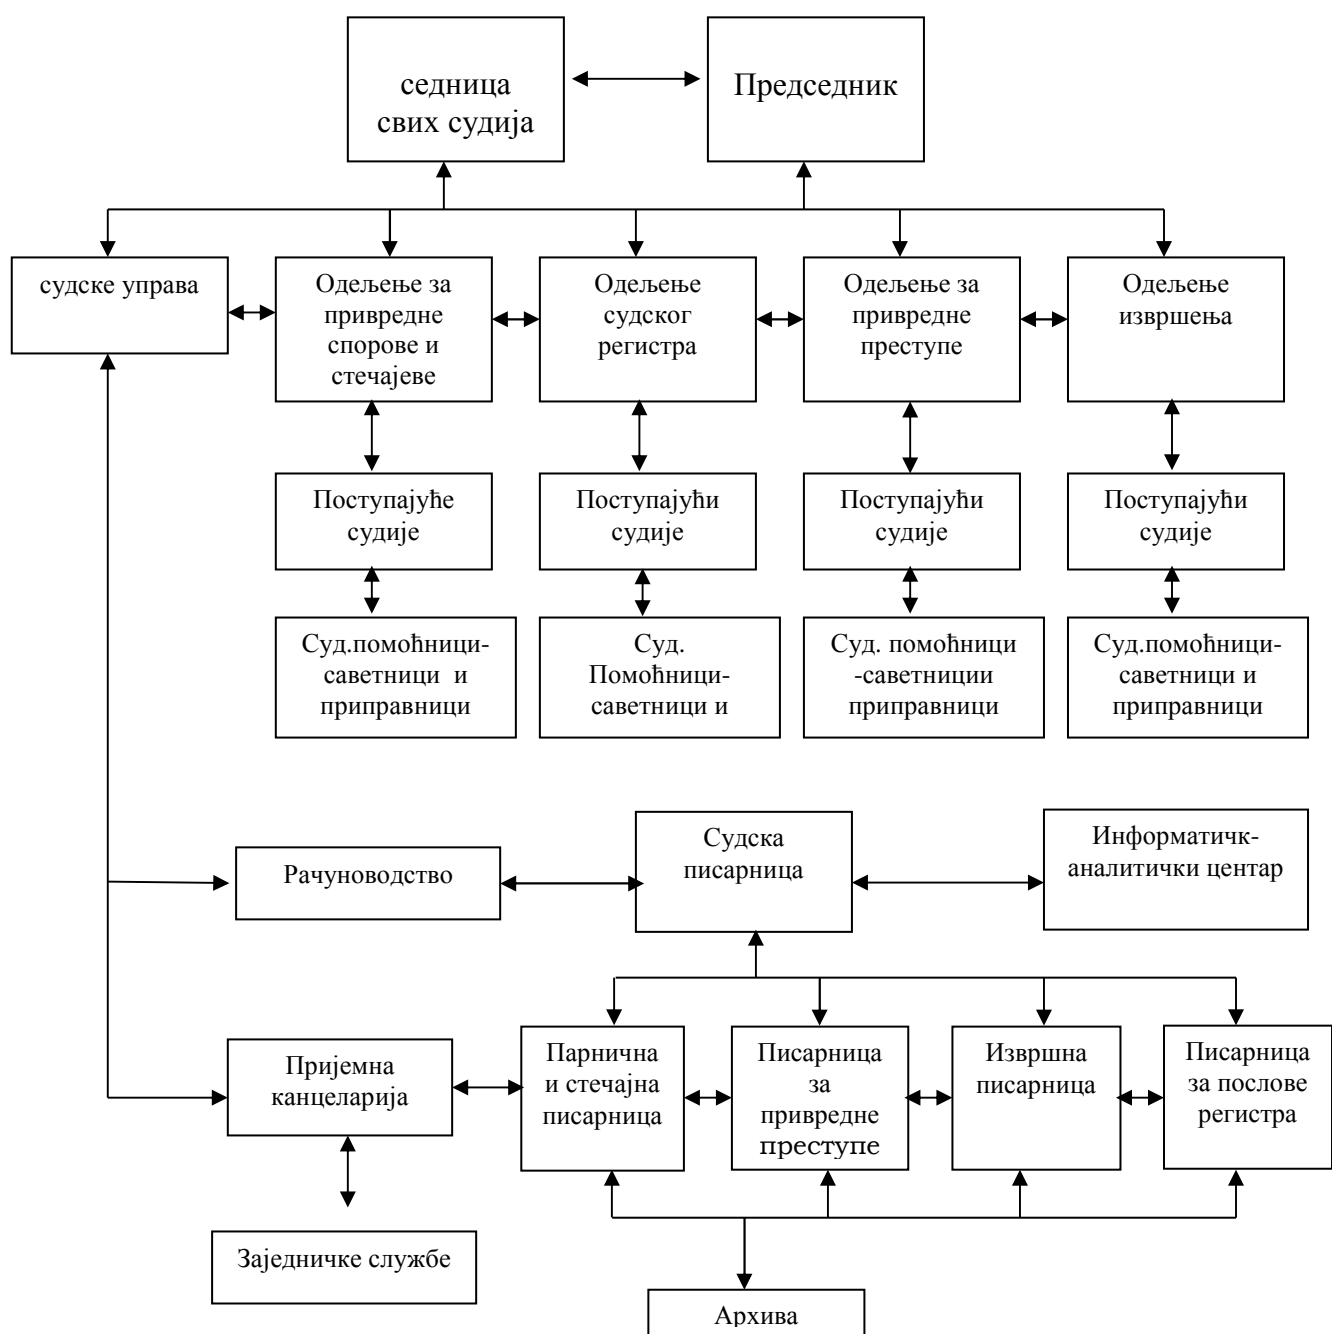 седница
свих судија
Председник
судске управа
Одељење за
привредне
спорове и
стечајеве
Одељење
судског
регистра
Одељење за
привредне
преступе
Одељење
извршења
Поступајуће
судије
Поступајући
судије
Поступајући
судије
Поступајући
судије
Суд.помоћници-
саветници и
приправници
Суд.
Помоћници-
саветници и
Суд. помоћници
-саветниции
приправници
Суд.помоћници-
саветници и
приправници
Рачуноводство
Судска
писарница
Информатичк-
аналитички центар
Пријемна
канцеларија
Парнична
и стечајна
писарница
Писарница
за
привредне
преступе
Извршна
писарница
Писарница
за послове
регистра
Заједничке службе
Архива